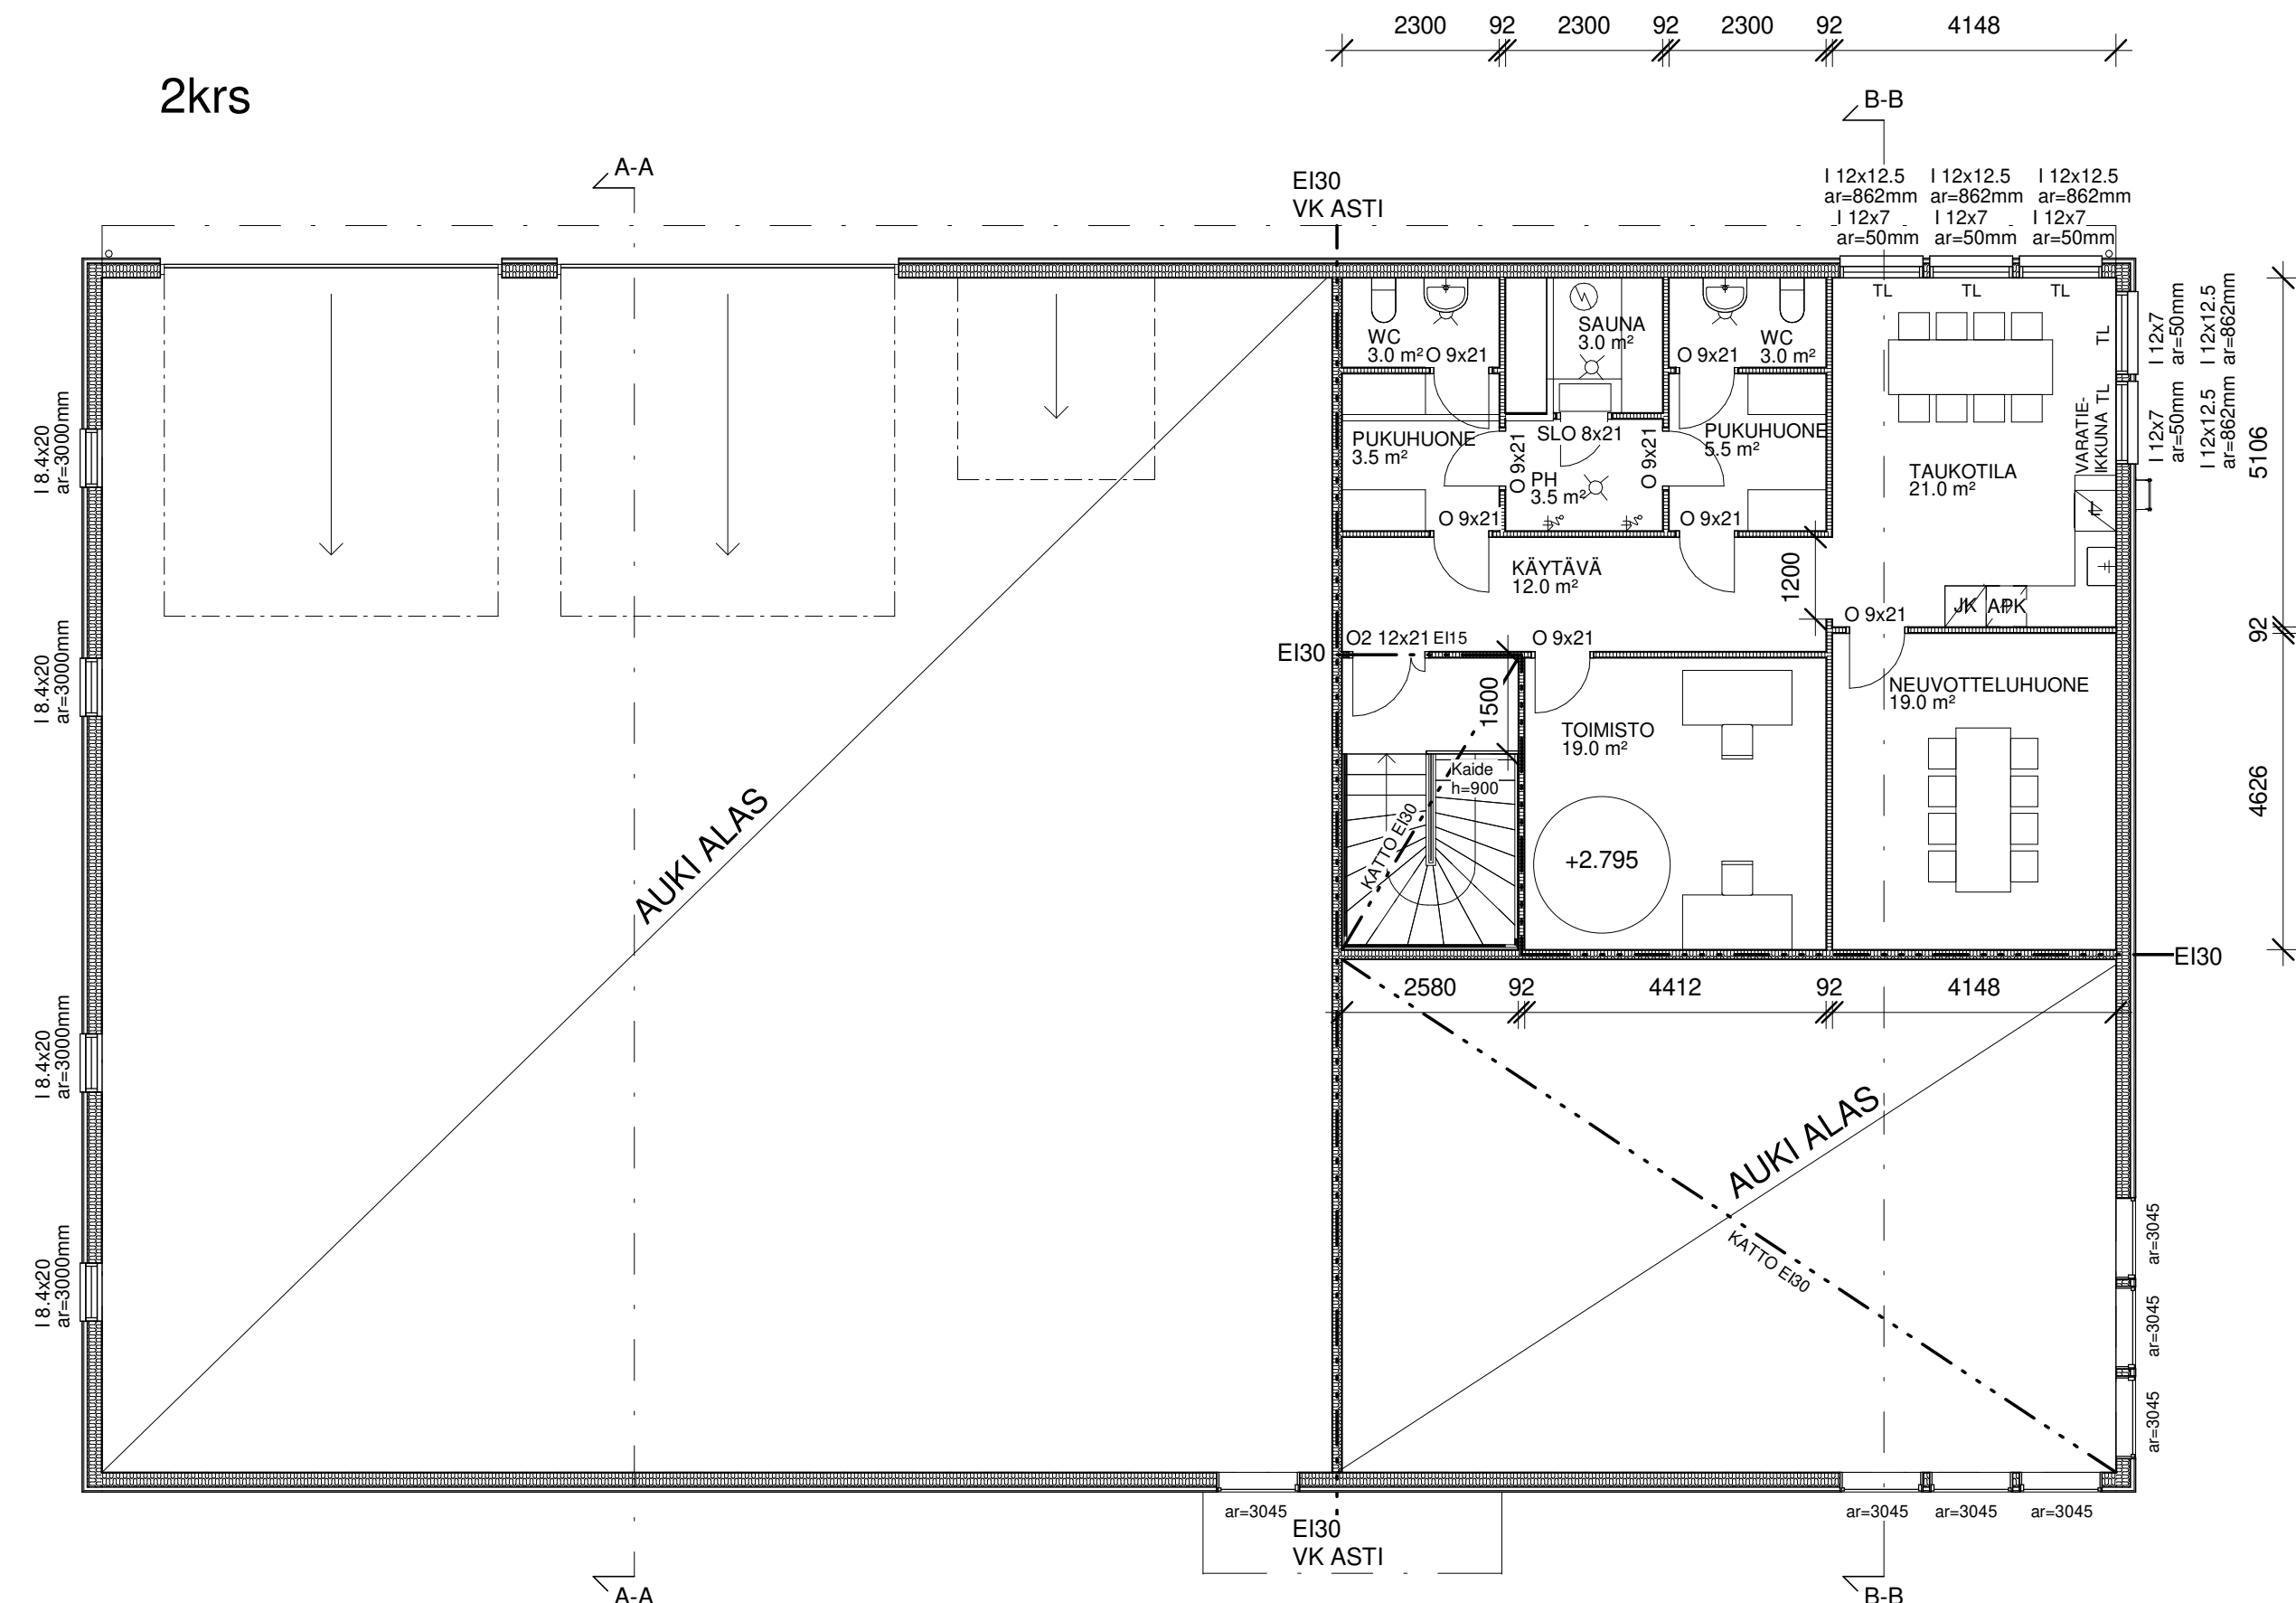 2300 92 2300 92 2300 92 4148
2krs
B-B
A-A
EI30
VK ASTI
I 12x12.5 I 12x12.5 I 12x12.5
ar=862mm ar=862mm ar=862mm
I 12x7 I 12x7 I 12x7
ar=50mm ar=50mm ar=50mm
TL TL TL
WC
3.0 m² O 9x21
SAUNA
3.0 m²
O 9x21
WC
3.0 m²
TL
I 12x7
ar=50mm
I 12x12.5
ar=862mm
VARATIE-
IKKUNA TL
I 12x7
ar=50mm
I 12x12.5
ar=862mm
I 8.4x20
ar=3000mm
PUKUHUONE
3.5 m²
O 9x21
SLO 8x21
O 9x21
PUKUHUONE
5.5 m²
PH
3.5 m²
TAUKOTILA
21.0 m²
5106
O 9x21
O 9x21
KÄYTÄVÄ
12.0 m²
1200
JK APK
O 9x21
92
I 8.4x20
ar=3000mm
EI30
O2 12x21 EI15
O 9x21
1500
NEUVOTTELUHUONE
19.0 m²
TOIMISTO
19.0 m²
Kaide
h=900
KATTO EI30
+2.795
4626
AUKI ALAS
EI30
2580 92 4412 92 4148
I 8.4x20
ar=3000mm
AUKI ALAS
KATTO EI30
I 8.4x20
ar=3000mm
ar=3045
ar=3045
ar=3045
ar=3045
ar=3045 ar=3045 ar=3045
EI30
VK ASTI
A-A
B-B